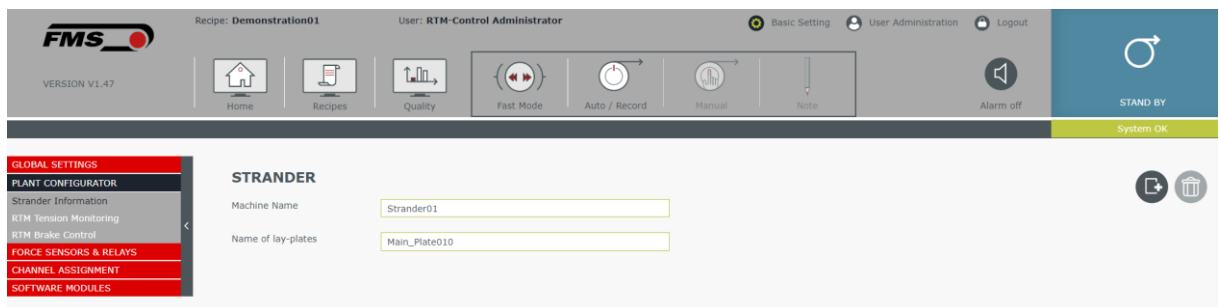 FMS
Recipe: Demonstration01
User: RTM-Control Administrator
Basic Setting
User Administration
Logout
VERSION V1.47
Home
Recipes
Quality
Fast Mode
Auto / Record
Manual
Note
Alarm off
STAND BY
System OK
GLOBAL SETTINGS
PLANT CONFIGURATOR
Strander Information
RTM Tension Monitoring
RTM Brake Control
FORCE SENSORS & RELAYS
CHANNEL ASSIGNMENT
SOFTWARE MODULES
<
STRANDER
Machine Name
Strander01
Name of lay-plates
Main_Plate010